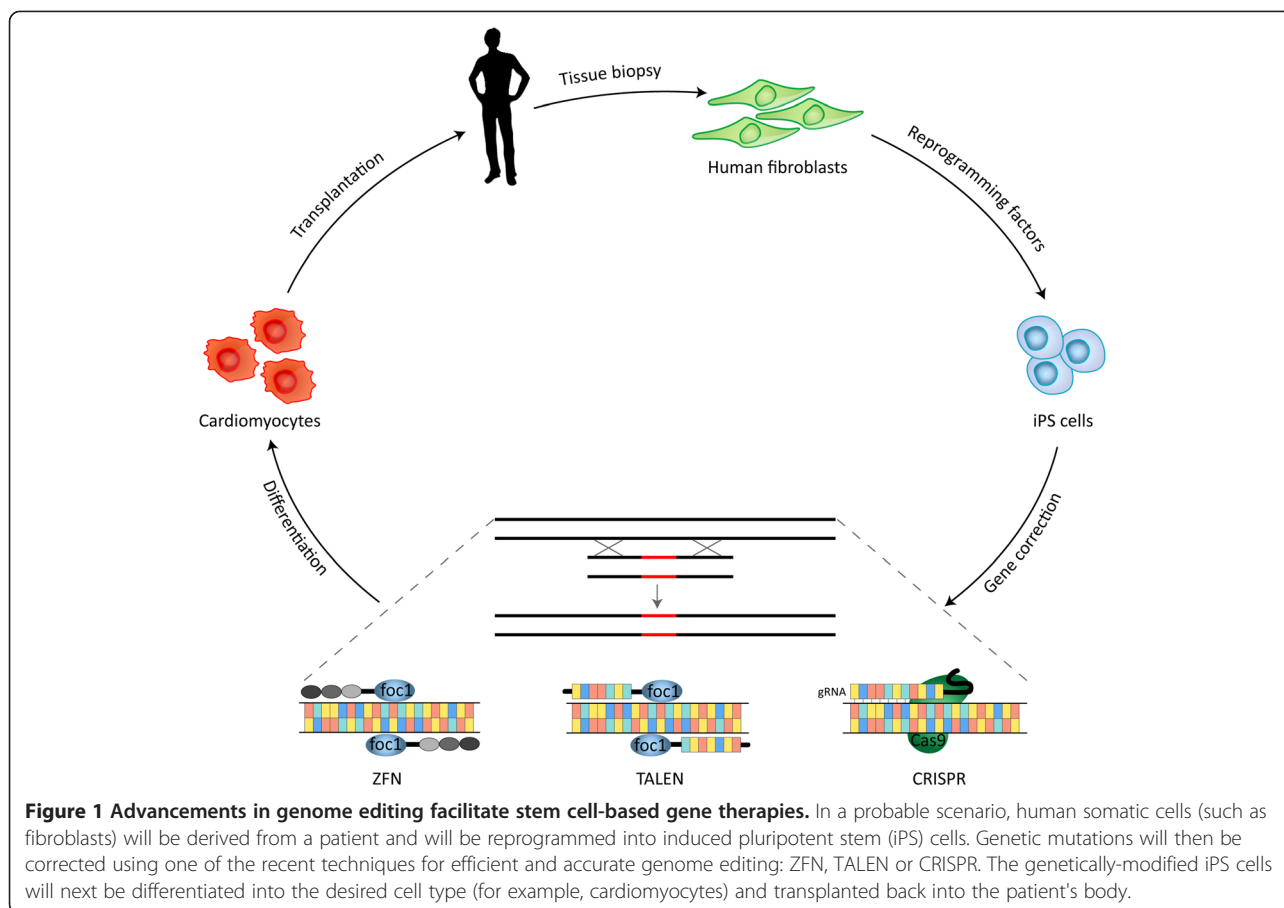 Tissue biopsy
Human fibroblasts
Reprogramming factors
iPS cells
Gene correction
foc1
foc1
ZFN
foc1
foc1
TALEN
gRNA
Cas9
CRISPR
Differentiation
Cardiomyocytes
Transplantation
Figure 1 Advancements in genome editing facilitate stem cell-based gene therapies. In a probable scenario, human somatic cells (such as
fibroblasts) will be derived from a patient and will be reprogrammed into induced pluripotent stem (iPS) cells. Genetic mutations will then be
corrected using one of the recent techniques for efficient and accurate genome editing: ZFN, TALEN or CRISPR. The genetically-modified iPS cells
will next be differentiated into the desired cell type (for example, cardiomyocytes) and transplanted back into the patient's body.